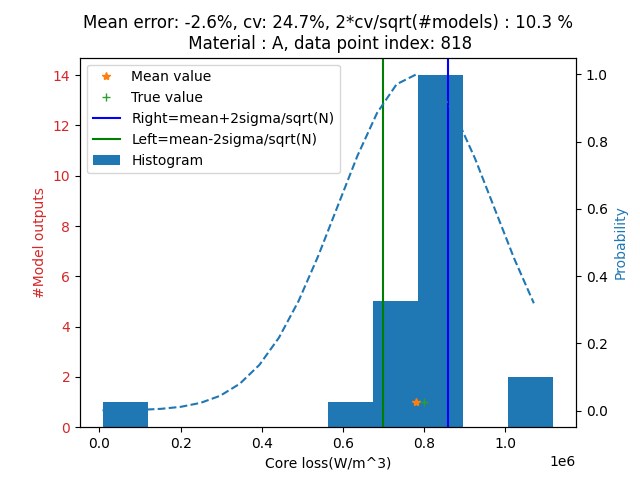 Mean error: -2.6%, cv: 24.7%, 2*cv/sqrt(#models) : 10.3 %
Material : A, data point index: 818
Mean value
True value
Right=mean+2sigma/sqrt(N)
Left=mean-2sigma/sqrt(N)
Histogram
#Model outputs
14
12
10
8
6
4
2
0
1.0
0.8
0.6
0.4
0.2
0.0
Probability
0.0 0.2 0.4 0.6 0.8 1.0
1e6
Core loss(W/m^3)